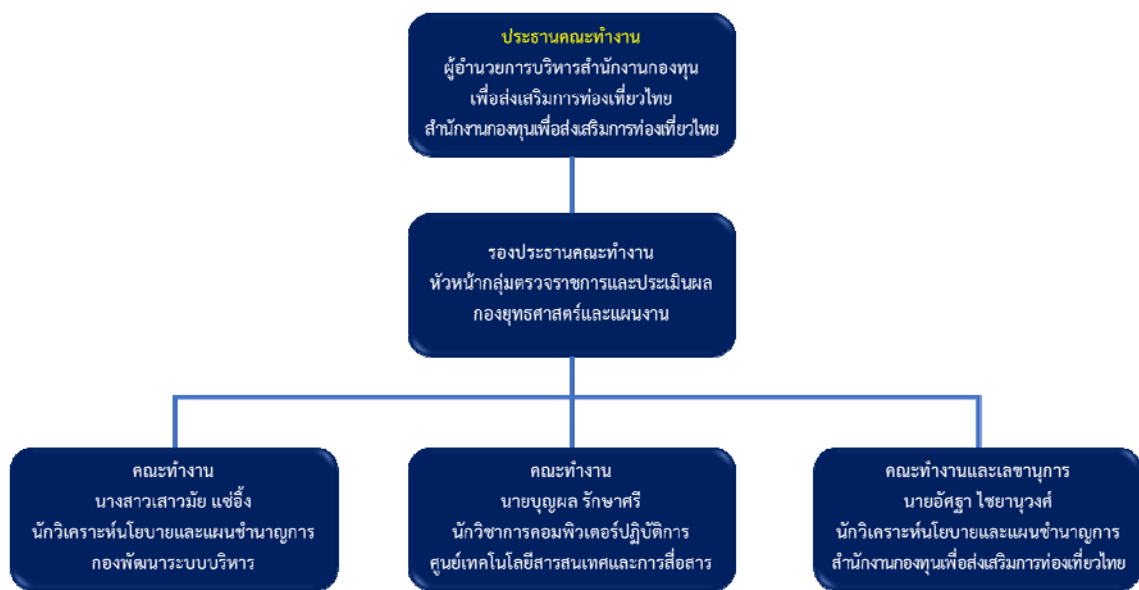 ประธานคณะทำงาน
ผู้อำนวยการบริหารสำนักงานกองทุน
เพื่อส่งเสริมการท่องเที่ยวไทย
สำนักงานกองทุนเพื่อส่งเสริมการท่องเที่ยวไทย
รองประธานคณะทำงาน
หัวหน้ากลุ่มตรวจราชการและประเมินผล
กองยุทธศาสตร์และแผนงาน
คณะทำงาน
นางสาวเสาวมัย แซ่อึ้ง
นักวิเคราะห์นโยบายและแผนชำนาญการ
กองพัฒนาระบบบริหาร
คณะทำงาน
นายบุญผล รักษาศรี
นักวิชาการคอมพิวเตอร์ปฏิบัติการ
ศูนย์เทคโนโลยีสารสนเทศและการสื่อสาร
คณะทำงานและเลขานุการ
นายอัศฐา ไชยานุวงศ์
นักวิเคราะห์นโยบายและแผนชำนาญการ
สำนักงานกองทุนเพื่อส่งเสริมการท่องเที่ยวไทย